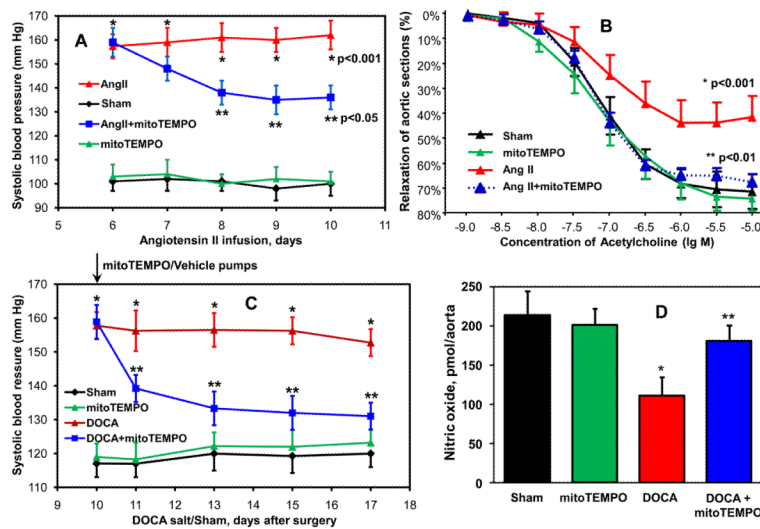 A
Systolic blood pressure (mm Hg)
170
160
150
140
130
120
110
100
90
* * * * *
* p<0.001
** ** **
**p<0.05
AngII
Sham
AngII+mitoTEMPO
mitoTEMPO
5 6 7 8 9 10 11
Angiotensin II infusion, days
B
Relaxation of aortic sections (%)
0%
10%
20%
30%
40%
50%
60%
70%
80%
* p<0.001
** p<0.01
Sham
mitoTEMPO
Ang II
Ang II+mitoTEMPO
-9.0 -8.5 -8.0 -7.5 -7.0 -6.5 -6.0 -5.5 -5.0
Concentration of Acetylcholine (lg M)
mitoTEMPO/Vehicle pumps
C
Systolic blood ressure (mm Hg)
170
160
150
140
130
120
110
* * * * *
** ** ** **
Sham
mitoTEMPO
DOCA
DOCA+mitoTEMPO
9 10 11 12 13 14 15 16 17 18
DOCA salt/Sham, days after surgery
D
Nitric oxide, pmol/aorta
250
200
150
100
50
0
*
**
Sham mitoTEMPO DOCA DOCA +
mitoTEMPO